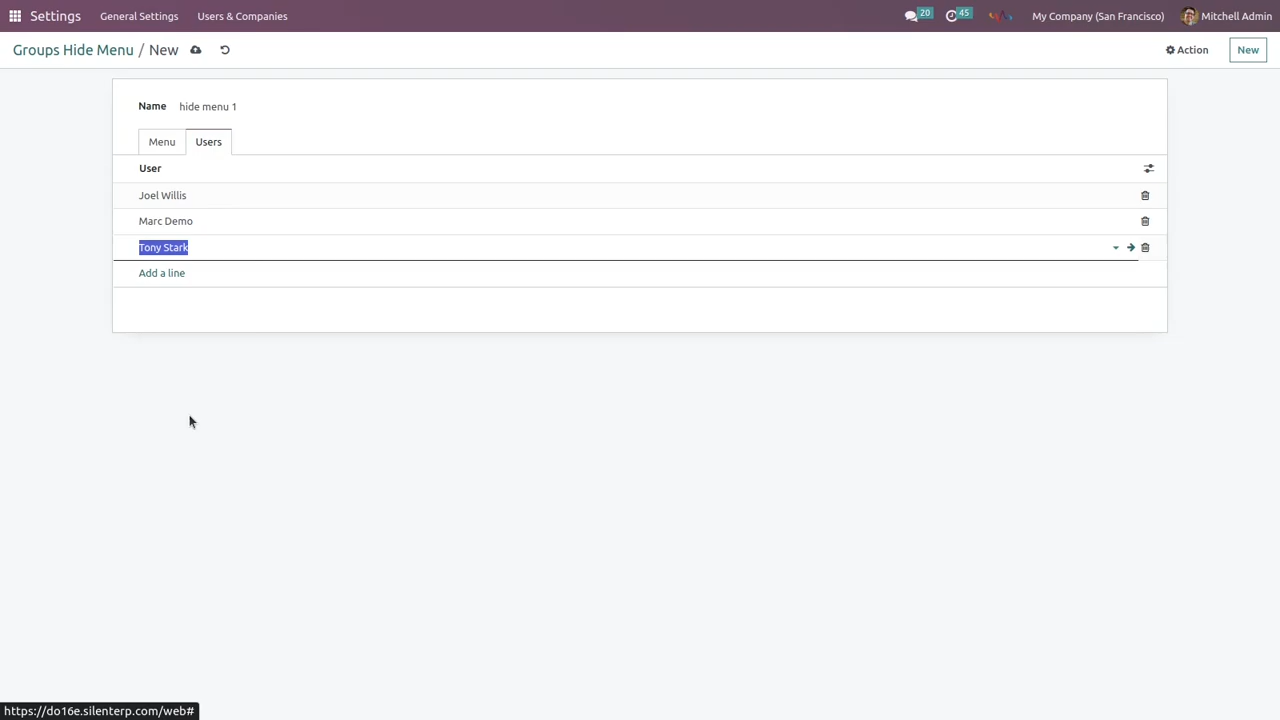 Settings General Settings Users & Companies 20 45 My Company (San Francisco) Mitchell Admin
Groups Hide Menu / New Action New
Name hide menu 1
Menu Users
User
Joel Willis
Marc Demo
Tony Stark
Add a line
https://do16e.silenterp.com/web#